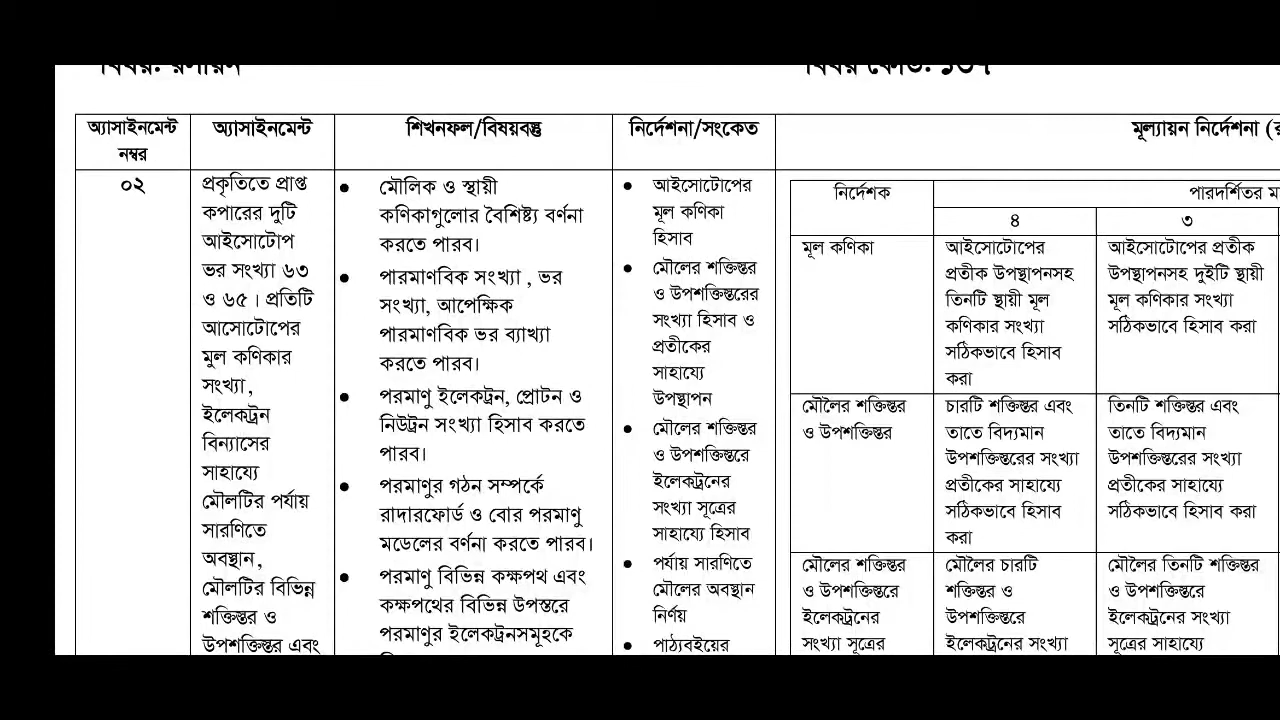 বিষয়: রসায়ন
বিষয় কোড: ১৩৭
অ্যাসাইনমেন্ট
নম্বর
অ্যাসাইনমেন্ট
শিখনফল/বিষয়বস্তু
নির্দেশনা/সংকেত
মূল্যায়ন নির্দেশনা
০২
প্রকৃতিতে প্রাপ্ত
কপারের দুটি
আইসোটোপ
ভর সংখ্যা ৬৩
ও ৬৫। প্রতিটি
আসোটোপের
মুল কণিকার
সংখ্যা,
ইলেকট্রন
বিন্যাসের
সাহায্যে
মৌলটির পর্যায়
সারণিতে
অবস্থান,
মৌলটির বিভিন্ন
শক্তিস্তর ও
উপশক্তিস্তর এবং
• মৌলিক ও স্থায়ী
কণিকাগুলোর বৈশিষ্ট্য বর্ণনা
করতে পারব।
• পারমাণবিক সংখ্যা , ভর
সংখ্যা, আপেক্ষিক
পারমাণবিক ভর ব্যাখ্যা
করতে পারব।
• পরমাণু ইলেকট্রন, প্রোটন ও
নিউট্রন সংখ্যা হিসাব করতে
পারব।
• পরমাণুর গঠন সম্পর্কে
রাদারফোর্ড ও বোর পরমাণু
মডেলের বর্ণনা করতে পারব।
• পরমাণু বিভিন্ন কক্ষপথ এবং
কক্ষপথের বিভিন্ন উপস্তরে
পরমাণুর ইলেকট্রনসমূহকে
• আইসোটোপের
মূল কণিকা
হিসাব
• মৌলের শক্তিস্তর
ও উপশক্তিস্তরের
সংখ্যা হিসাব ও
প্রতীকের
সাহায্যে
উপস্থাপন
• মৌলের শক্তিস্তর
ও উপশক্তিস্তরে
ইলেকট্রনের
সংখ্যা সূত্রের
সাহায্যে হিসাব
• পর্যায় সারণিতে
মৌলের অবস্থান
নির্ণয়
• পাঠ্যবইয়ের
নির্দেশক
পারদর্শিতর
৪
৩
মূল কণিকা
আইসোটোপের
প্রতীক উপস্থাপনসহ
তিনটি স্থায়ী মূল
কণিকার সংখ্যা
সঠিকভাবে হিসাব
করা
আইসোটোপের প্রতীক
উপস্থাপনসহ দুইটি স্থায়ী
মূল কণিকার সংখ্যা
সঠিকভাবে হিসাব করা
মৌলৈর শক্তিস্তর
ও উপশক্তিস্তর
চারটি শক্তিস্তর এবং
তাতে বিদ্যমান
উপশক্তিস্তরের সংখ্যা
প্রতীকের সাহায্যে
সঠিকভাবে হিসাব
করা
তিনটি শক্তিস্তর এবং
তাতে বিদ্যমান
উপশক্তিস্তরের সংখ্যা
প্রতীকের সাহায্যে
সঠিকভাবে হিসাব করা
মৌলের শক্তিস্তর
ও উপশক্তিস্তরে
ইলেকট্রনের
সংখ্যা সূত্রের
মৌলের চারটি
শক্তিস্তর ও
উপশক্তিস্তরে
ইলেকট্রনের সংখ্যা
মৌলের তিনটি শক্তিস্তর
ও উপশক্তিস্তরে
ইলেকট্রনের সংখ্যা
সূত্রের সাহায্যে